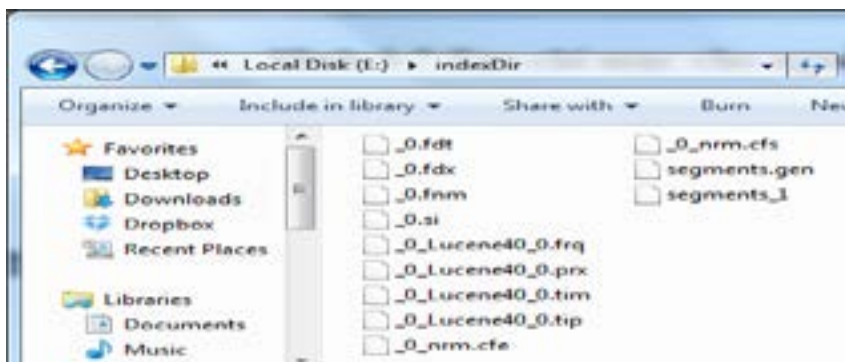 Local Disk (E:) indexDir
Organize Include in library Share with Burn
Favorites
Desktop
Downloads
Dropbox
Recent Places
Libraries
Documents
Music
_0.fdt
_0.fdx
_0.fnm
_0.si
_0_Lucene40_0.frq
_0_Lucene40_0.prx
_0_Lucene40_0.tim
_0_Lucene40_0.tip
_0_nrm.cfe
_0_nrm.cfs
segments.gen
segments_1